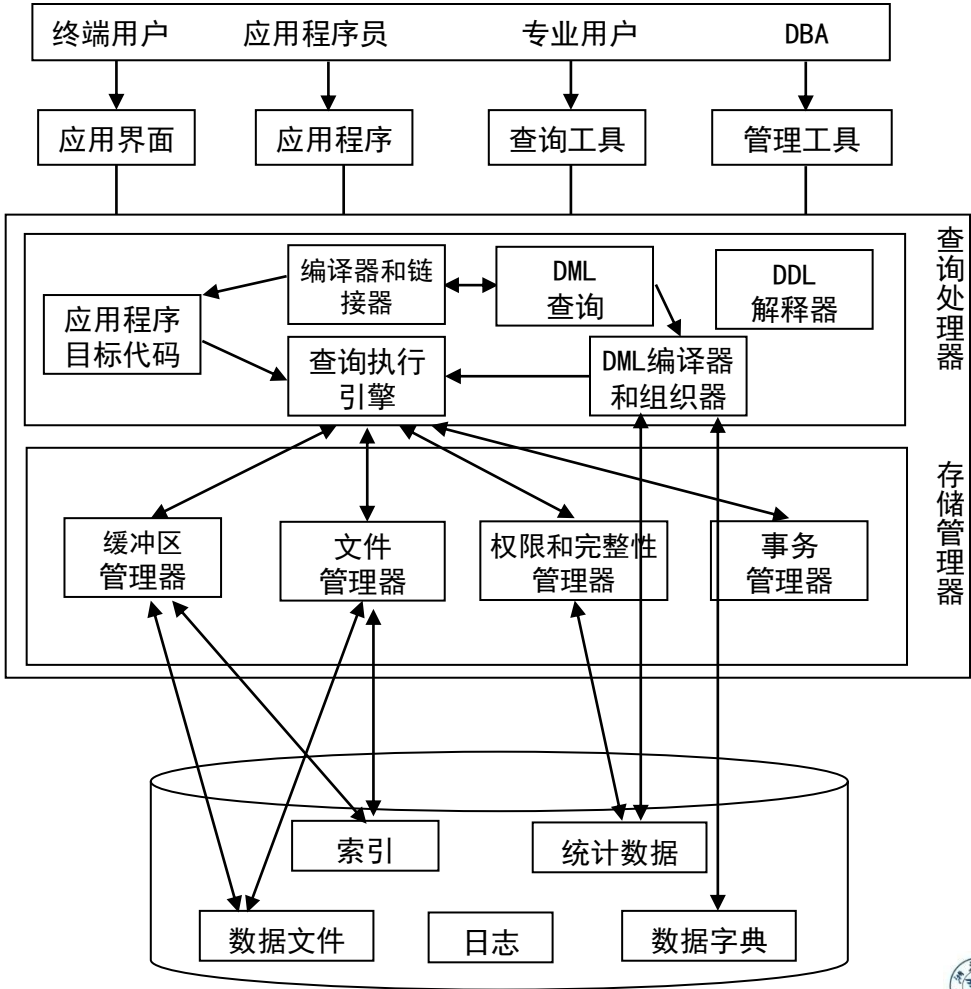 终端用户 应用程序员 专业用户 DBA
应用界面 应用程序 查询工具 管理工具
查询处理器
编译器和链
接器
DML
查询
DDL
解释器
应用程序
目标代码
查询执行
引擎
DML编译器
和组织器
存储管理器
缓冲区
管理器
文件
管理器
权限和完整性
管理器
事务
管理器
索引 统计数据
数据文件 日志 数据字典